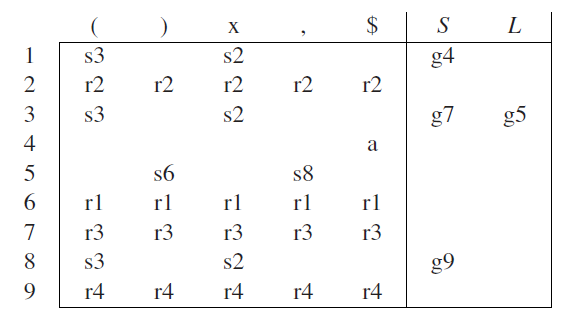 ( ) x , $ S L
1 s3 s2 g4
2 r2 r2 r2 r2 r2
3 s3 s2 g7 g5
4 a
5 s6 s8
6 r1 r1 r1 r1 r1
7 r3 r3 r3 r3 r3
8 s3 s2 g9
9 r4 r4 r4 r4 r4